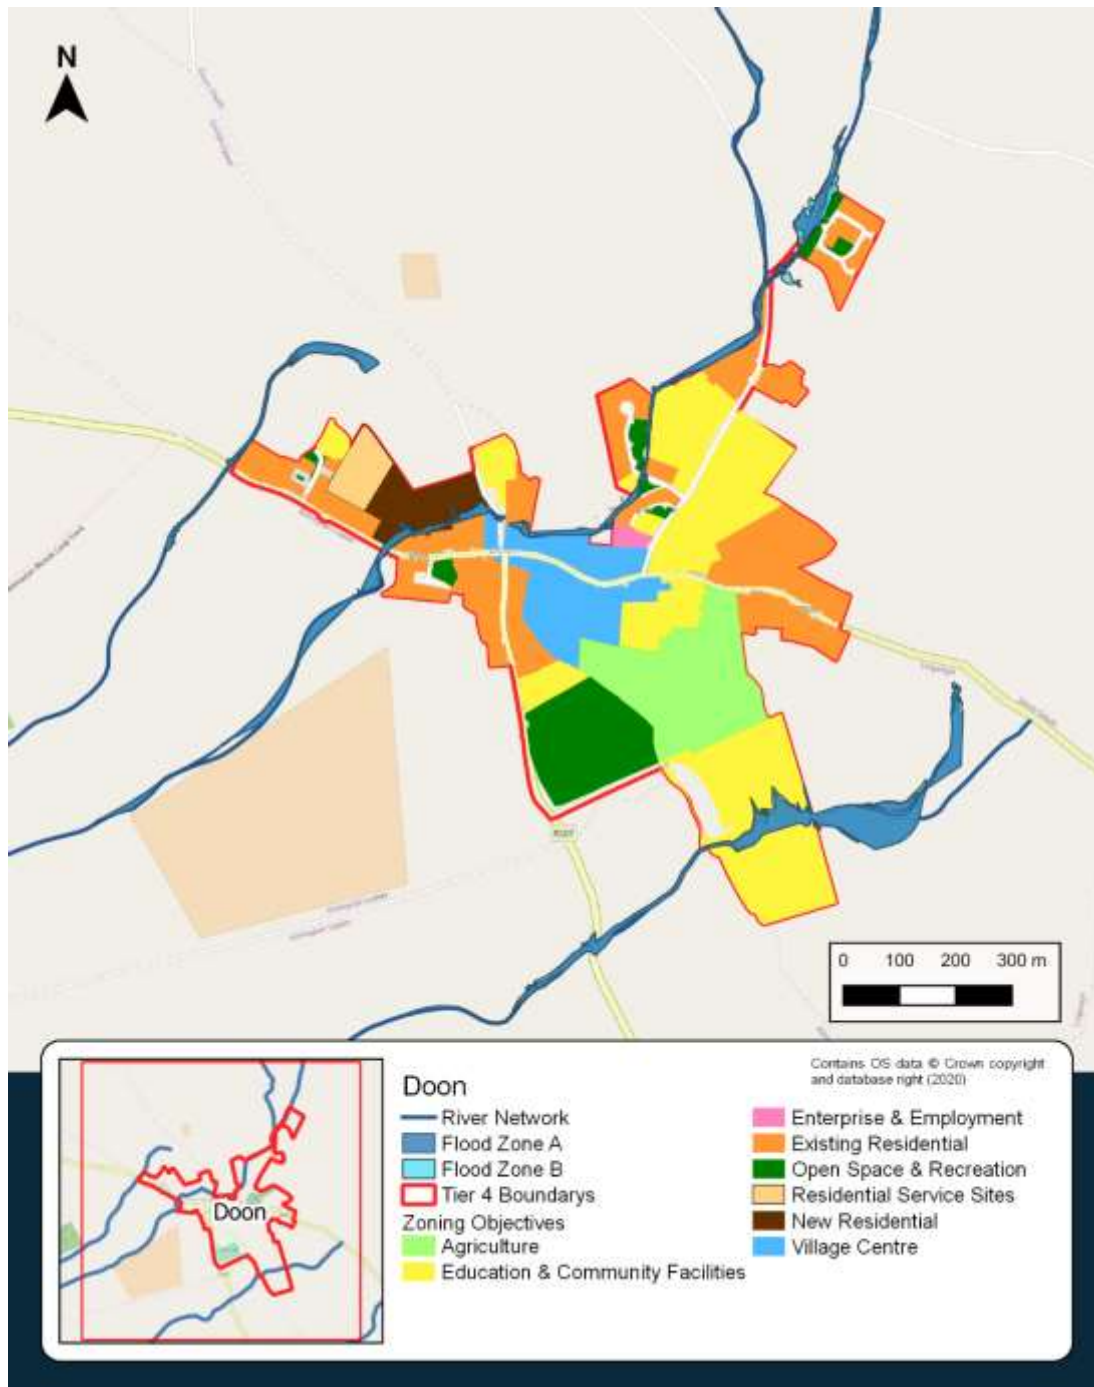 N
0 100 200 300 m
Contains OS data © Crown copyright
and database right (2020)
Doon
River Network
Flood Zone A
Flood Zone B
Tier 4 Boundarys
Zoning Objectives
Agriculture
Education & Community Facilities
Enterprise & Employment
Existing Residential
Open Space & Recreation
Residential Service Sites
New Residential
Village Centre
Doon